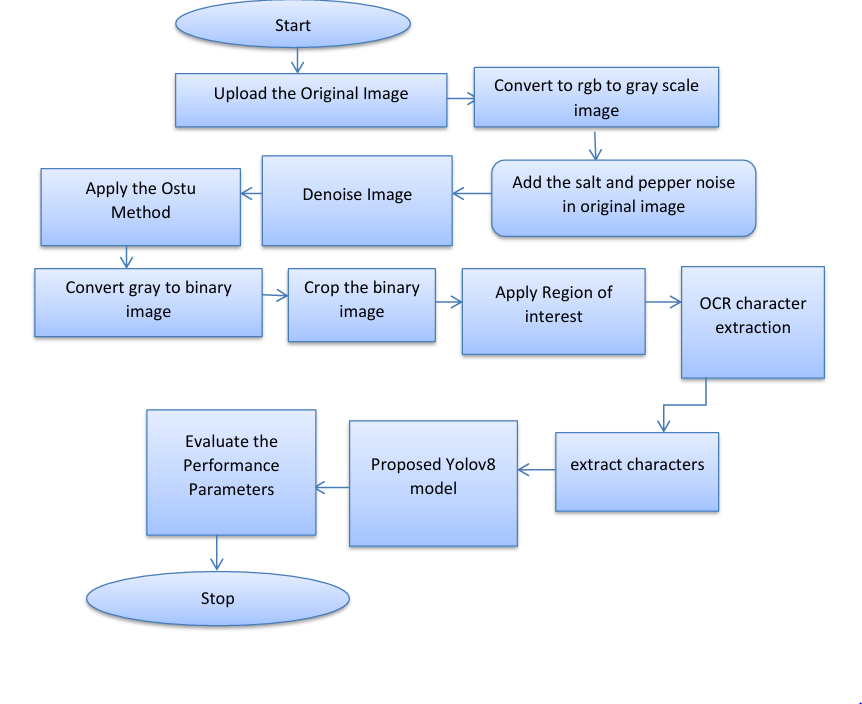 Start
Upload the Original Image
Convert to rgb to gray scale
image
Add the salt and pepper noise
in original image
Denoise Image
Apply the Ostu
Method
Convert gray to binary
image
Crop the binary
image
Apply Region of
interest
OCR character
extraction
extract characters
Proposed Yolov8
model
Evaluate the
Performance
Parameters
Stop